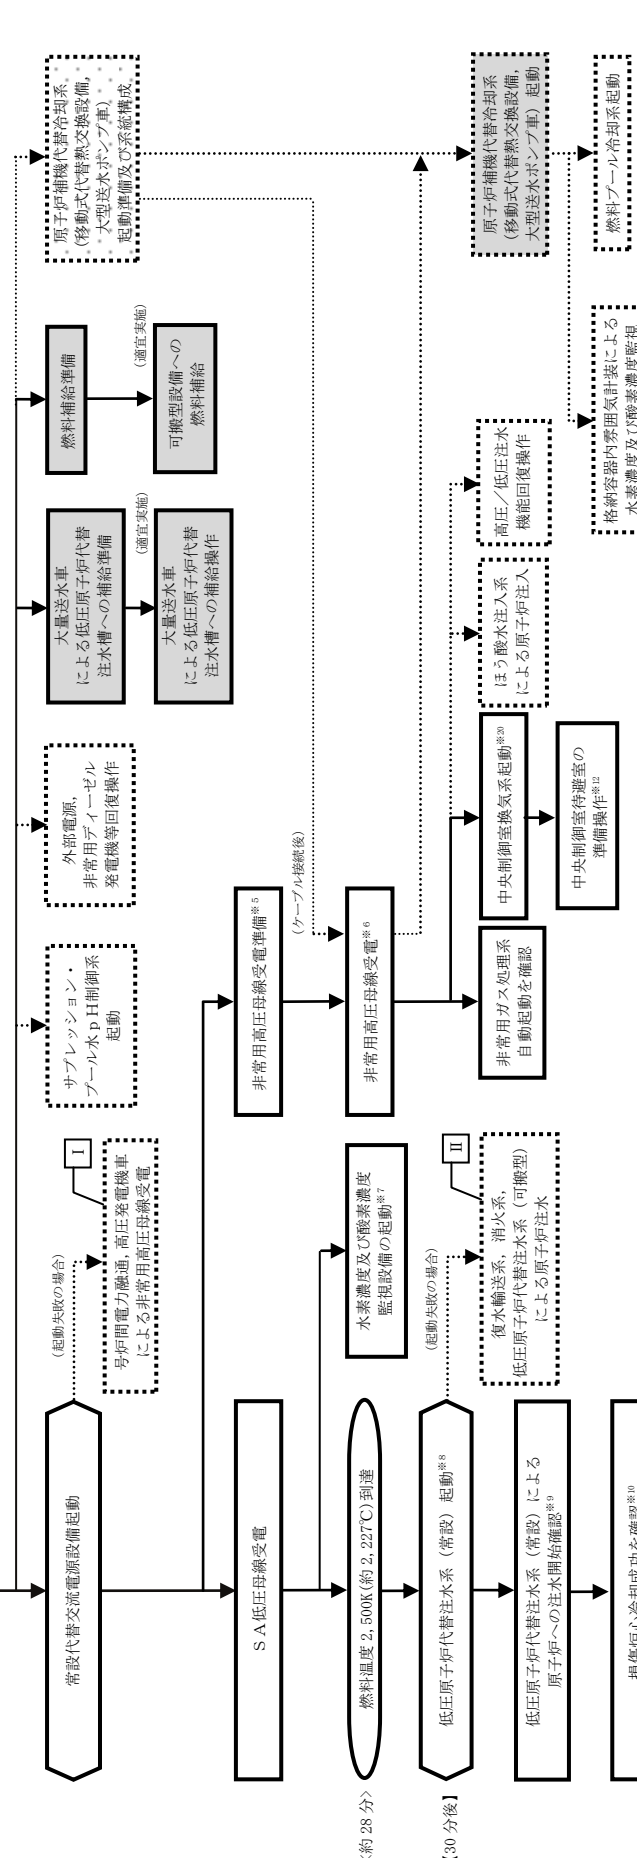 常設代替交流電源設備起動
(起動失敗の場合)
Ⅰ
号炉間電力融通，高圧発電機車
による非常用高圧母線受電
サプレッション・
プール水ｐＨ制御系
起動
外部電源，
非常用ディーゼル
発電機等回復操作
大量送水車
による低圧原子炉代替
注水槽への補給準備
(適宜実施)
大量送水車
による低圧原子炉代替
注水槽への補給操作
燃料補給準備
(適宜実施)
可搬型設備への
燃料補給
原子炉補機代替冷却系
(移動式代替熱交換設備，
大型送水ポンプ車)
起動準備及び系統構成
ＳＡ低圧母線受電
非常用高圧母線受電準備※５
(ケーブル接続後)
非常用高圧母線受電※６
水素濃度及び酸素濃度
監視設備の起動※７
<約 28 分>
燃料温度 2,500K(約 2,227℃)到達
30 分後】
低圧原子炉代替注水系（常設）起動※８
(起動失敗の場合)
Ⅱ
復水輸送系，消火系，
低圧原子炉代替注水系（可搬型）
による原子炉注水
非常用ガス処理系
自動起動を確認
中央制御室換気系起動※20
中央制御室待避室の
準備操作※12
ほう酸水注入系
による原子炉注入
高圧／低圧注水
機能回復操作
原子炉補機代替冷却系
(移動式代替熱交換設備，
大型送水ポンプ車）起動
燃料プール冷却系起動
格納容器内雰囲気計装による
水素濃度及び酸素濃度監視
低圧原子炉代替注水系（常設）による
原子炉への注水開始確認※９
損傷炉心冷却成功を確認※10